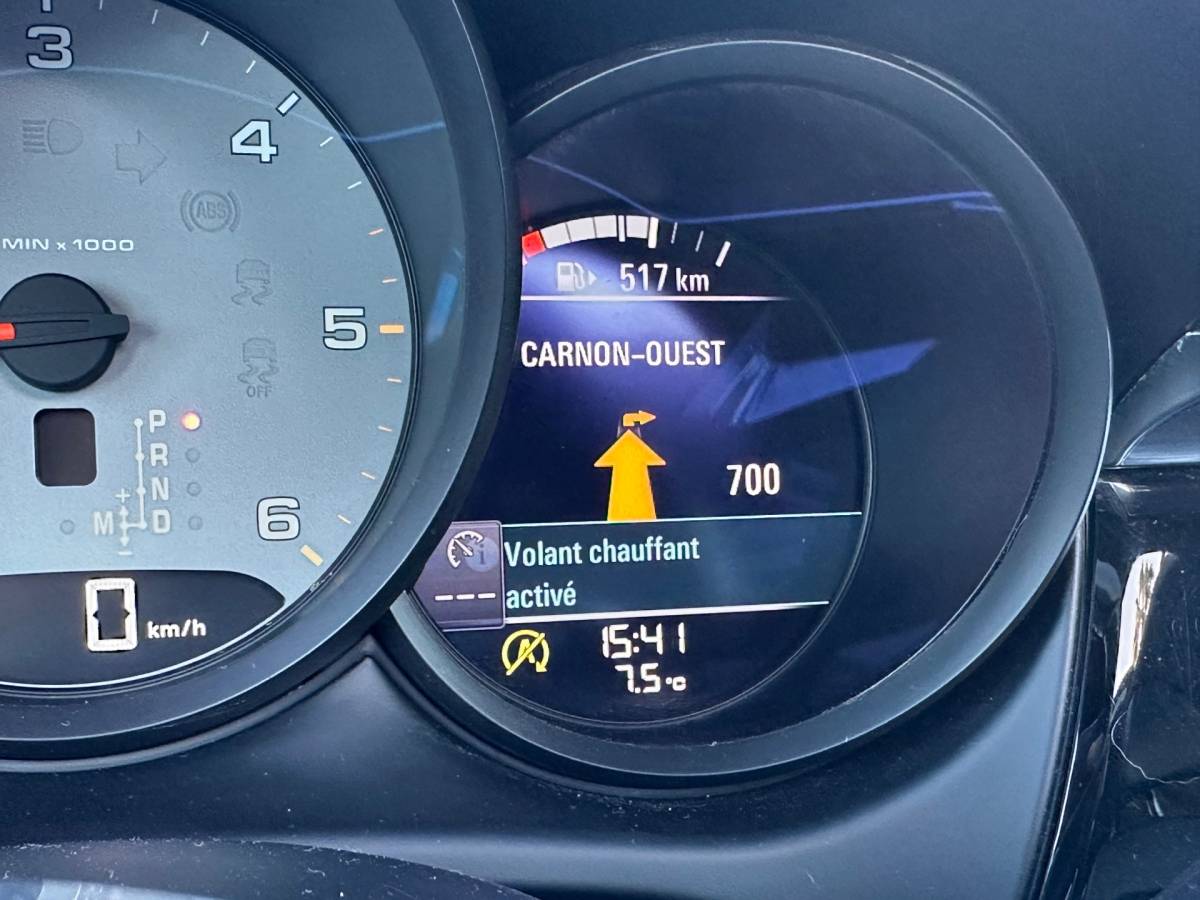 3
4
ABS
MIN x 1000
517 km
5
OFF
CARNON-OUEST
P
R
N
+
M D
-
700
6
Volant chauffant
--- activé
0 km/h
A 15:41
7.5°C